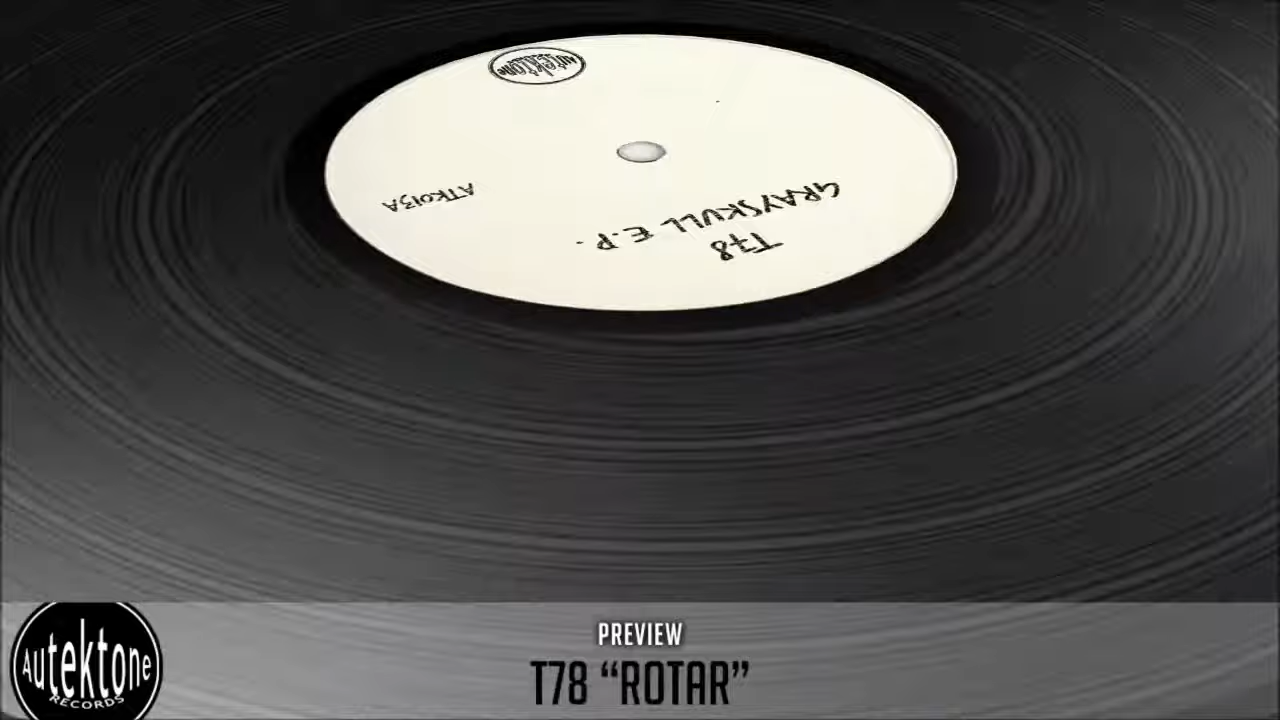 Autektone
ATK013A
T78
GRAYSKULL E.P.
PREVIEW
T78 “ROTAR”
Autektone
RECORDS